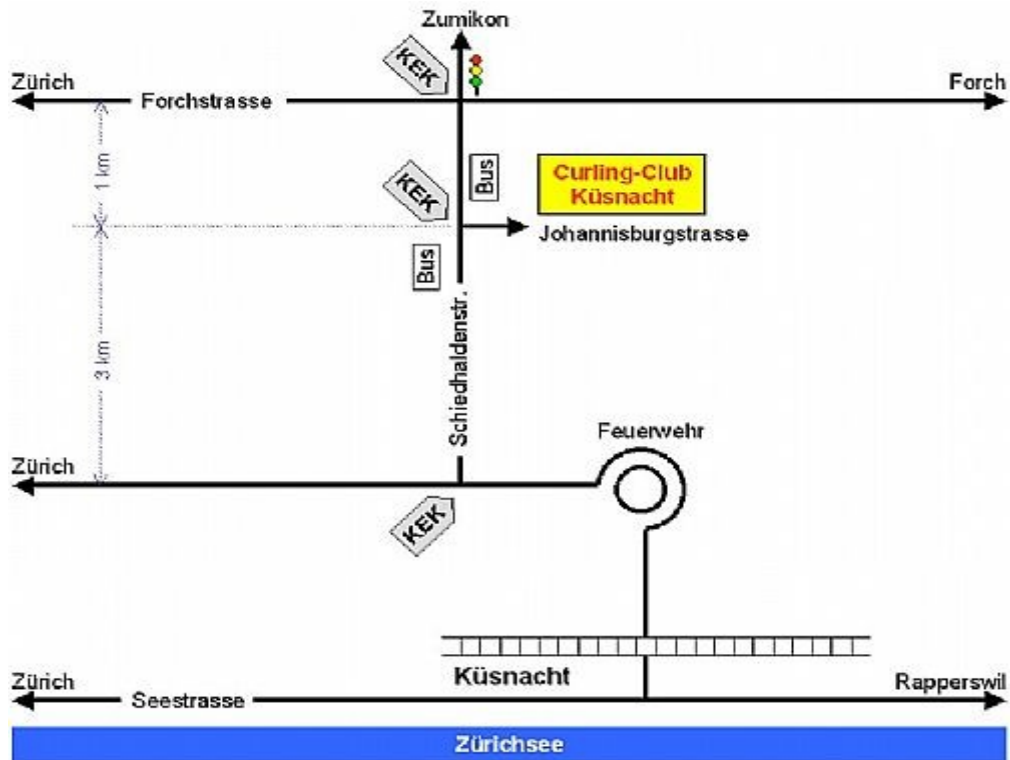 Zumikon
KEK
Zürich
Forch
Forchstrasse
1 km
KEK
Bus
Curling-Club
Küsnacht
Johannisburgstrasse
Bus
3 km
Schiedhaldenstr.
Feuerwehr
Zürich
KEK
Küsnacht
Zürich
Rapperswil
Seestrasse
Zürichsee